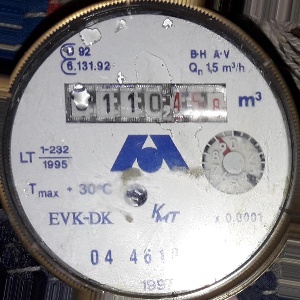 92
6.131.92
B-H A-V
Qn 1,5 m³/h
110
m³
LT 1-232
1995
Tmax + 30°C
EVK-DK
x 0.0001
04 461
1997